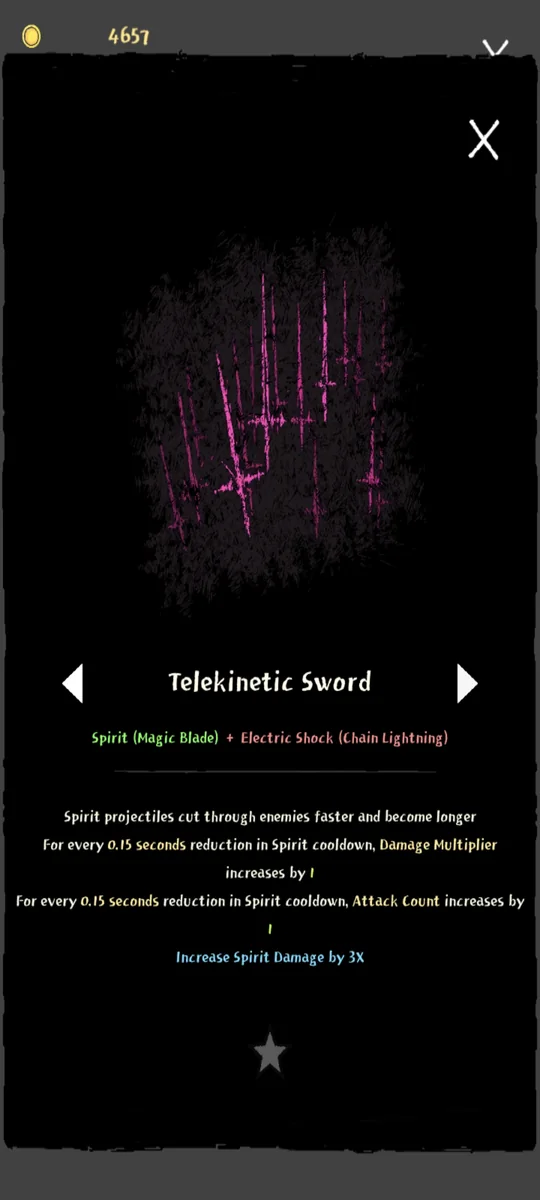 4657
X
Telekinetic Sword
Spirit (Magic Blade) + Electric Shock (Chain Lightning)
Spirit projectiles cut through enemies faster and become longer
For every 0.15 seconds reduction in Spirit cooldown, Damage Multiplier
increases by 1
For every 0.15 seconds reduction in Spirit cooldown, Attack Count increases by
1
Increase Spirit Damage by 3X